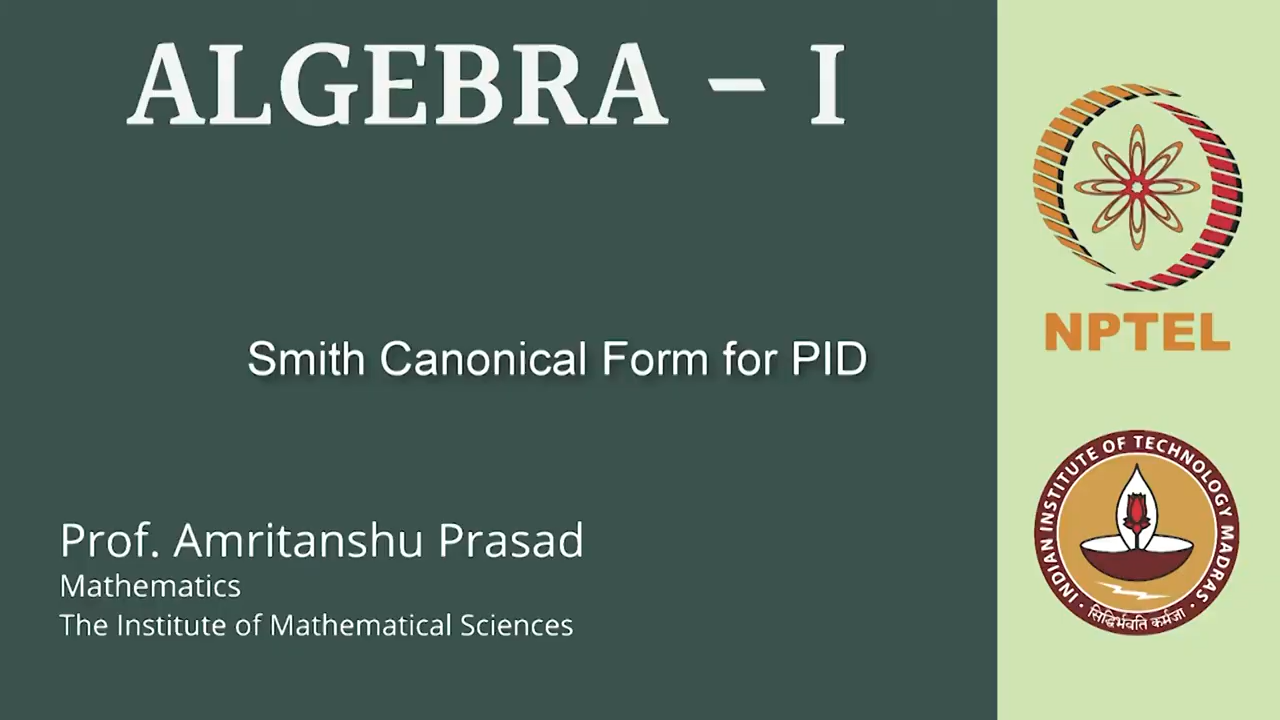 ALGEBRA – I
Smith Canonical Form for PID
Prof. Amritanshu Prasad
Mathematics
The Institute of Mathematical Sciences
NPTEL
INDIAN INSTITUTE OF TECHNOLOGY MADRAS
सिद्धिर्भवति कर्मजा